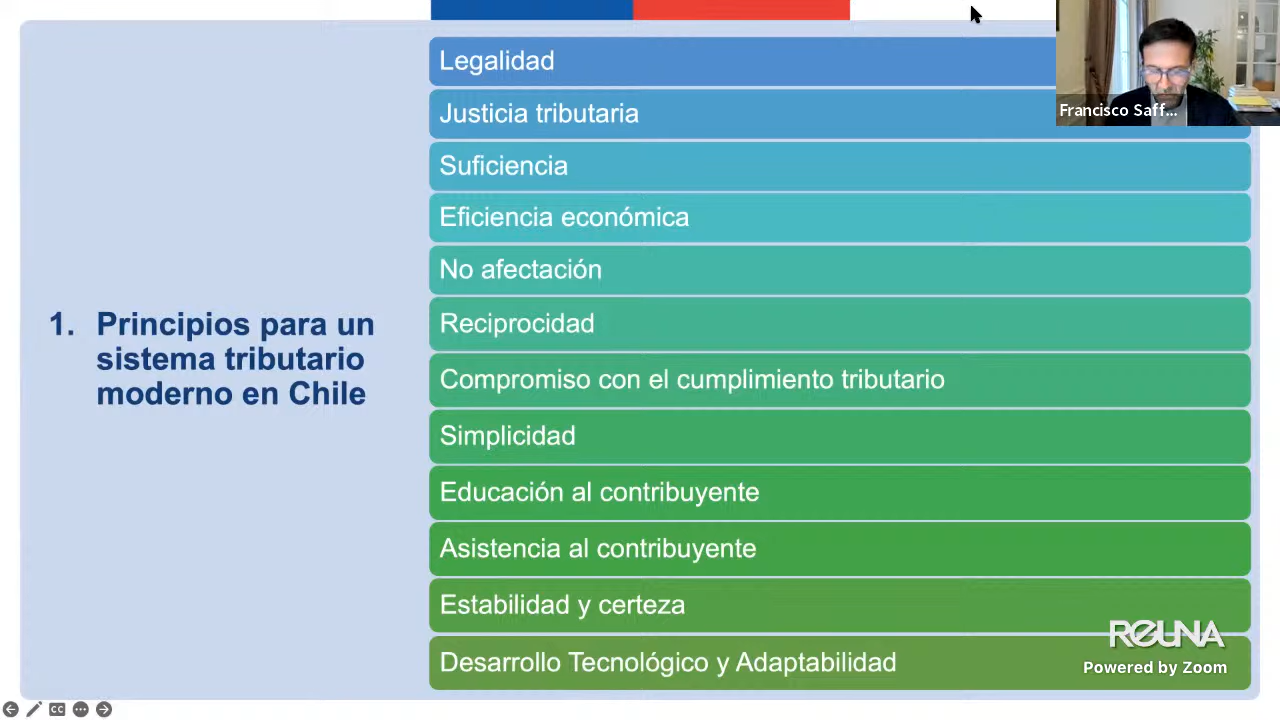 Legalidad
Justicia tributaria
Suficiencia
Eficiencia económica
No afectación
Reciprocidad
Compromiso con el cumplimiento tributario
Simplicidad
Educación al contribuyente
Asistencia al contribuyente
Estabilidad y certeza
Desarrollo Tecnológico y Adaptabilidad
1. Principios para un
sistema tributario
moderno en Chile
Francisco Saff...
REUNA
Powered by Zoom
CC